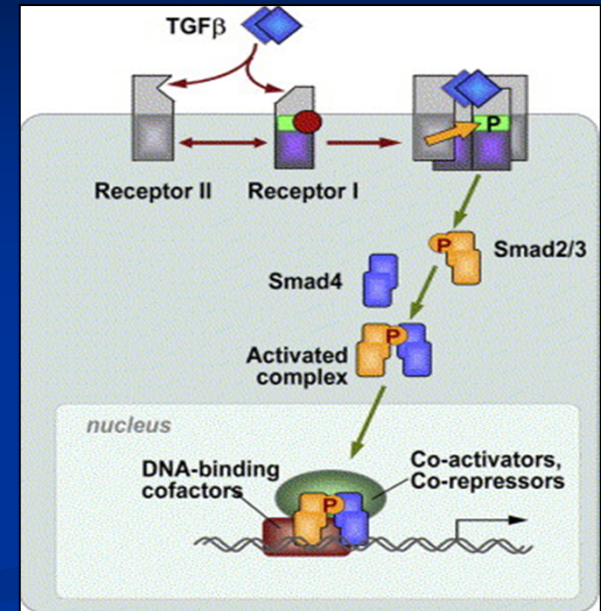 TGFβ
Receptor II
Receptor I
P
P
Smad2/3
Smad4
P
Activated
complex
nucleus
DNA-binding
cofactors
Co-activators,
Co-repressors
P